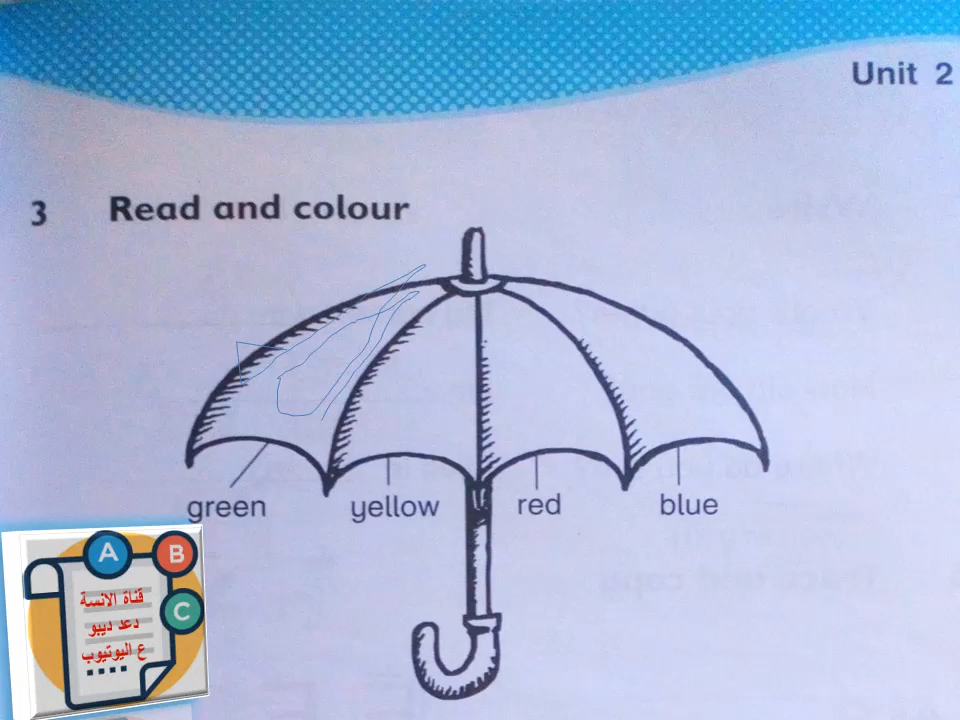 Unit 2
3 Read and colour
green yellow red blue
A B
C
قناة الانسة
دعد ديبو
ع اليوتيوب